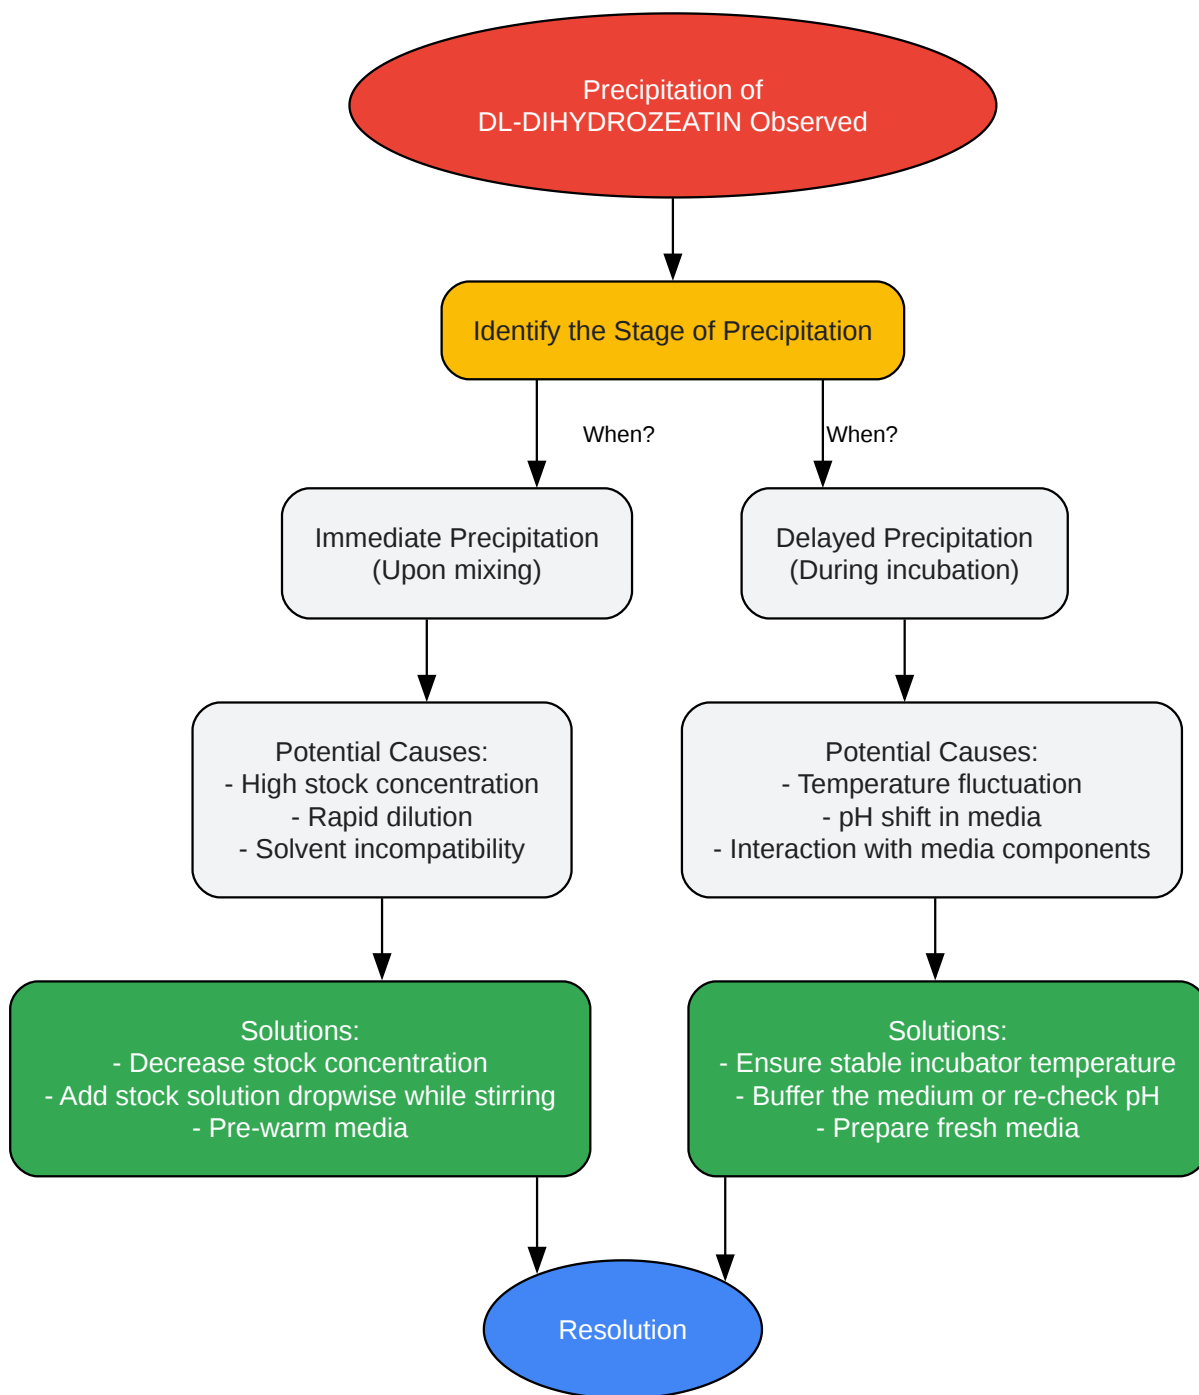 Precipitation of
DL-DIHYDROZEATIN Observed
Identify the Stage of Precipitation
When?
When?
Immediate Precipitation
(Upon mixing)
Delayed Precipitation
(During incubation)
Potential Causes:
- High stock concentration
- Rapid dilution
- Solvent incompatibility
Potential Causes:
- Temperature fluctuation
- pH shift in media
- Interaction with media components
Solutions:
- Decrease stock concentration
- Add stock solution dropwise while stirring
- Pre-warm media
Solutions:
- Ensure stable incubator temperature
- Buffer the medium or re-check pH
- Prepare fresh media
Resolution